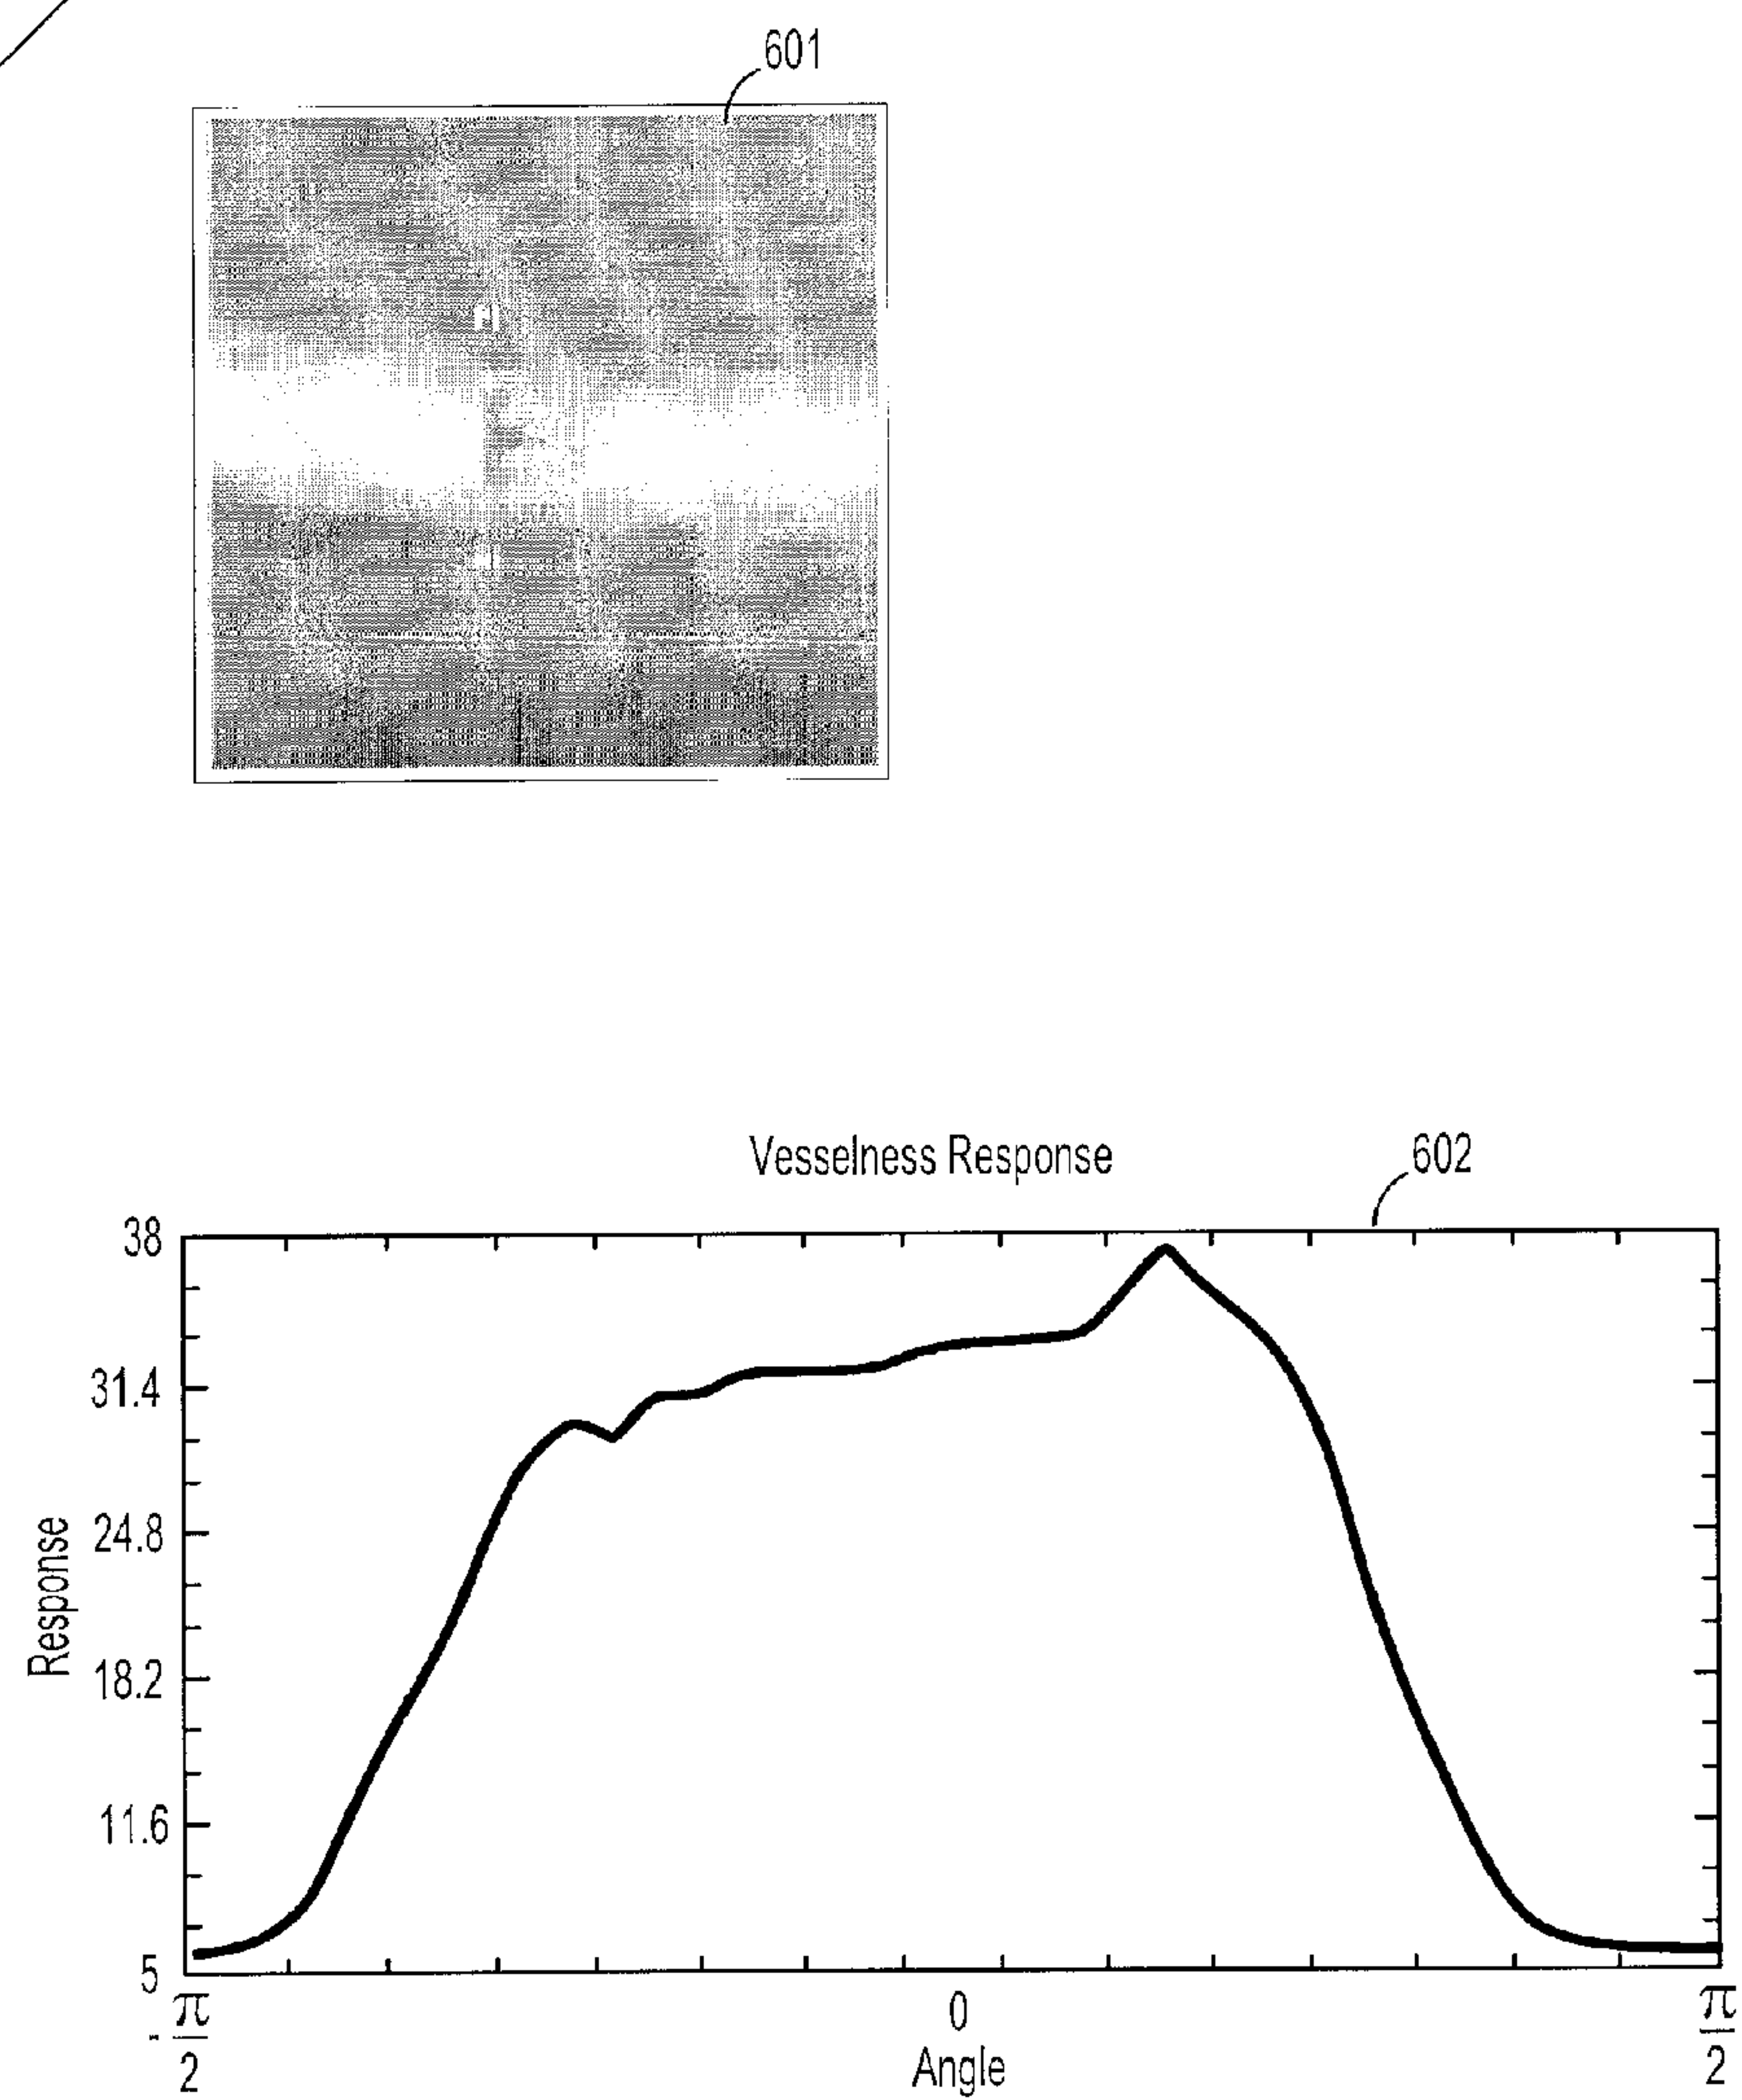 601
Vesselness Response
602
38
31.4
24.8
18.2
11.6
5
Response
-π/2
0
π/2
Angle